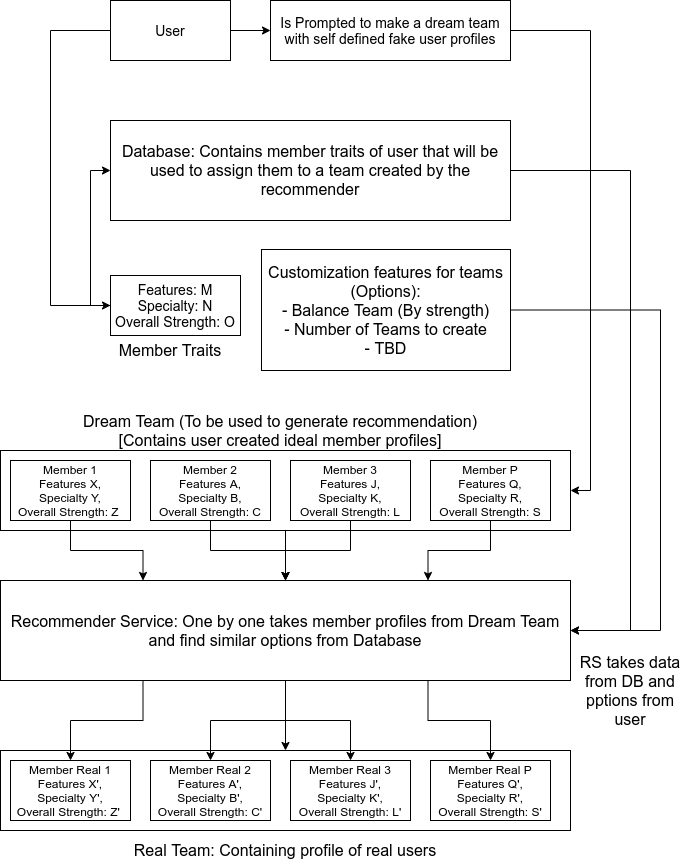 User
Is Prompted to make a dream team
with self defined fake user profiles
Database: Contains member traits of user that will be
used to assign them to a team created by the
recommender
Features: M
Specialty: N
Overall Strength: O
Member Traits
Customization features for teams
(Options):
- Balance Team (By strength)
- Number of Teams to create
- TBD
Dream Team (To be used to generate recommendation)
[Contains user created ideal member profiles]
Member 1
Features X,
Specialty Y,
Overall Strength: Z
Member 2
Features A,
Specialty B,
Overall Strength: C
Member 3
Features J,
Specialty K,
Overall Strength: L
Member P
Features Q,
Specialty R,
Overall Strength: S
Recommender Service: One by one takes member profiles from Dream Team
and find similar options from Database
RS takes data
from DB and
pptions from
user
Member Real 1
Features X',
Specialty Y',
Overall Strength: Z'
Member Real 2
Features A',
Specialty B',
Overall Strength: C'
Member Real 3
Features J',
Specialty K',
Overall Strength: L'
Member Real P
Features Q',
Specialty R',
Overall Strength: S'
Real Team: Containing profile of real users